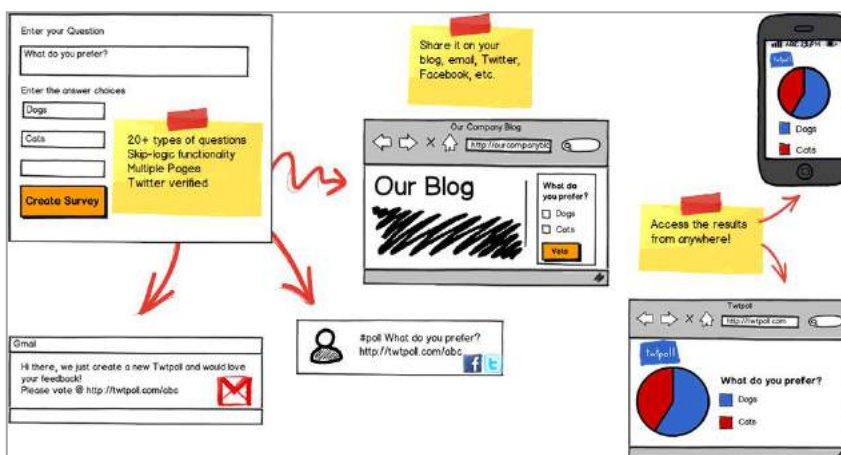 Enter your Question
What do you prefer?
Enter the answer choices
Dogs
Cats
Create Survey
20+ types of questions
Skip-logic functionality
Multiple Pages
Twitter verified
Share it on your
blog, email, Twitter,
Facebook, etc.
Our Company Blog
http://ourcompanyblo
Our Blog
What do
you prefer?
Dogs
Cats
Vote
twtpoll
Dogs
Cats
Access the results
from anywhere!
Gmail
Hi there, we just create a new Twtpoll and would love
your feedback!
Please vote @ http://twtpoll.com/abc
#poll What do you prefer?
http://twtpoll.com/abc
Twtpoll
http://twtpoll.com
twtpoll
What do you prefer?
Dogs
Cats